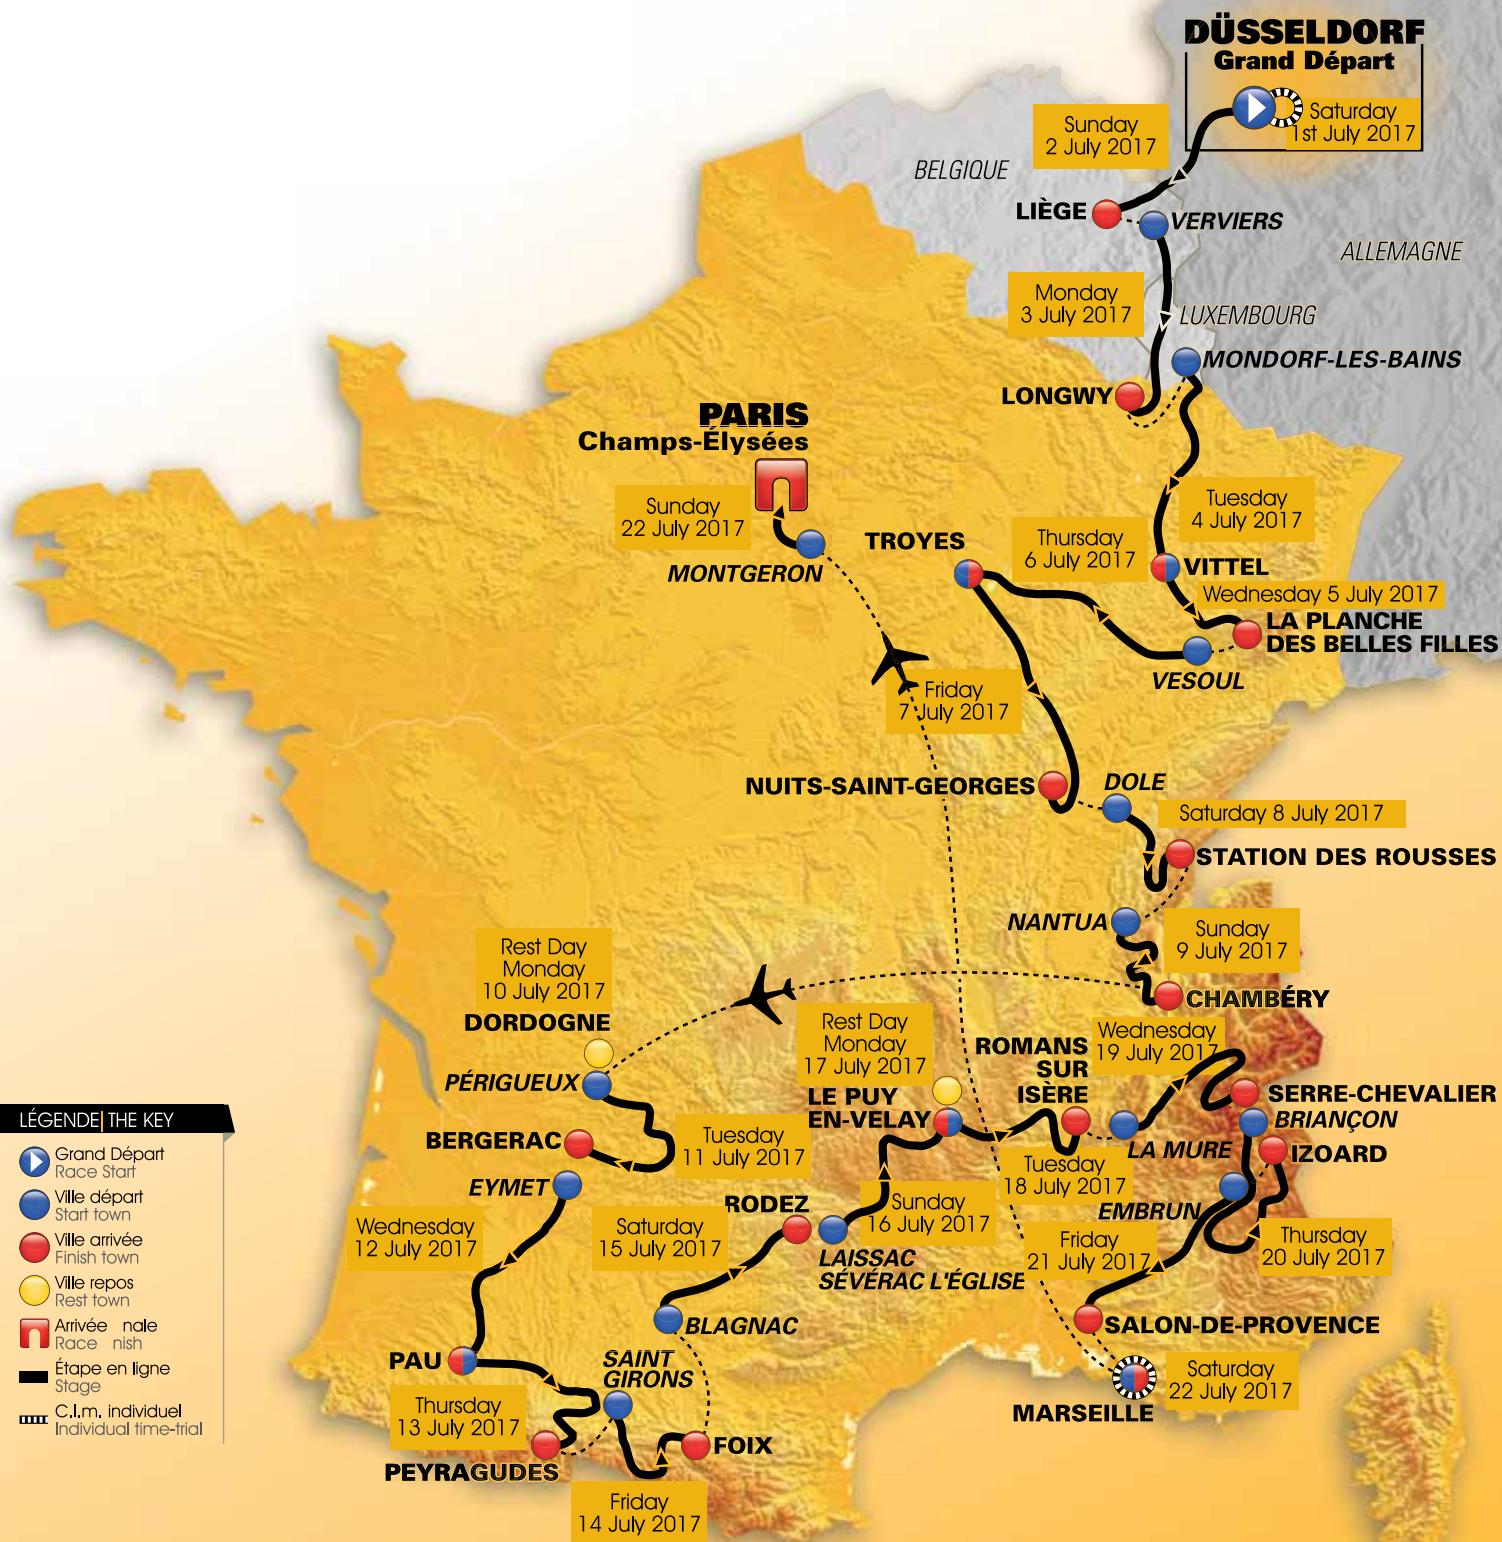 DÜSSELDORF
Grand Départ
Saturday
1st July 2017
Sunday
2 July 2017
BELGIQUE
LIÈGE
VERVIERS
ALLEMAGNE
Monday
3 July 2017
LUXEMBOURG
MONDORF-LES-BAINS
LONGWY
PARIS
Champs-Élysées
Sunday
22 July 2017
MONTGERON
Tuesday
4 July 2017
TROYES
Thursday
6 July 2017
VITTEL
Wednesday 5 July 2017
LA PLANCHE
DES BELLES FILLES
VESOUL
Friday
7 July 2017
NUITS-SAINT-GEORGES
DOLE
Saturday 8 July 2017
STATION DES ROUSSES
NANTUA
Sunday
9 July 2017
CHAMBÉRY
Rest Day
Monday
10 July 2017
DORDOGNE
PÉRIGUEUX
Rest Day
Monday
17 July 2017
LE PUY
EN-VELAY
ROMANS
SUR
ISÈRE
Wednesday
19 July 2017
SERRE-CHEVALIER
BRIANÇON
LA MURE
IZOARD
BERGERAC
Tuesday
11 July 2017
EYMET
Tuesday
18 July 2017
EMBRUN
Wednesday
12 July 2017
Saturday
15 July 2017
RODEZ
Sunday
16 July 2017
LAISSAC
SÉVÉRAC L'ÉGLISE
Friday
21 July 2017
Thursday
20 July 2017
BLAGNAC
SALON-DE-PROVENCE
PAU
SAINT
GIRONS
Saturday
22 July 2017
MARSEILLE
Thursday
13 July 2017
PEYRAGUDES
FOIX
Friday
14 July 2017
LÉGENDE| THE KEY
Grand Départ
Race Start
Ville départ
Start town
Ville arrivée
Finish town
Ville repos
Rest town
Arrivée nale
Race nish
Étape en ligne
Stage
C.l.m. individuel
Individual time-trial